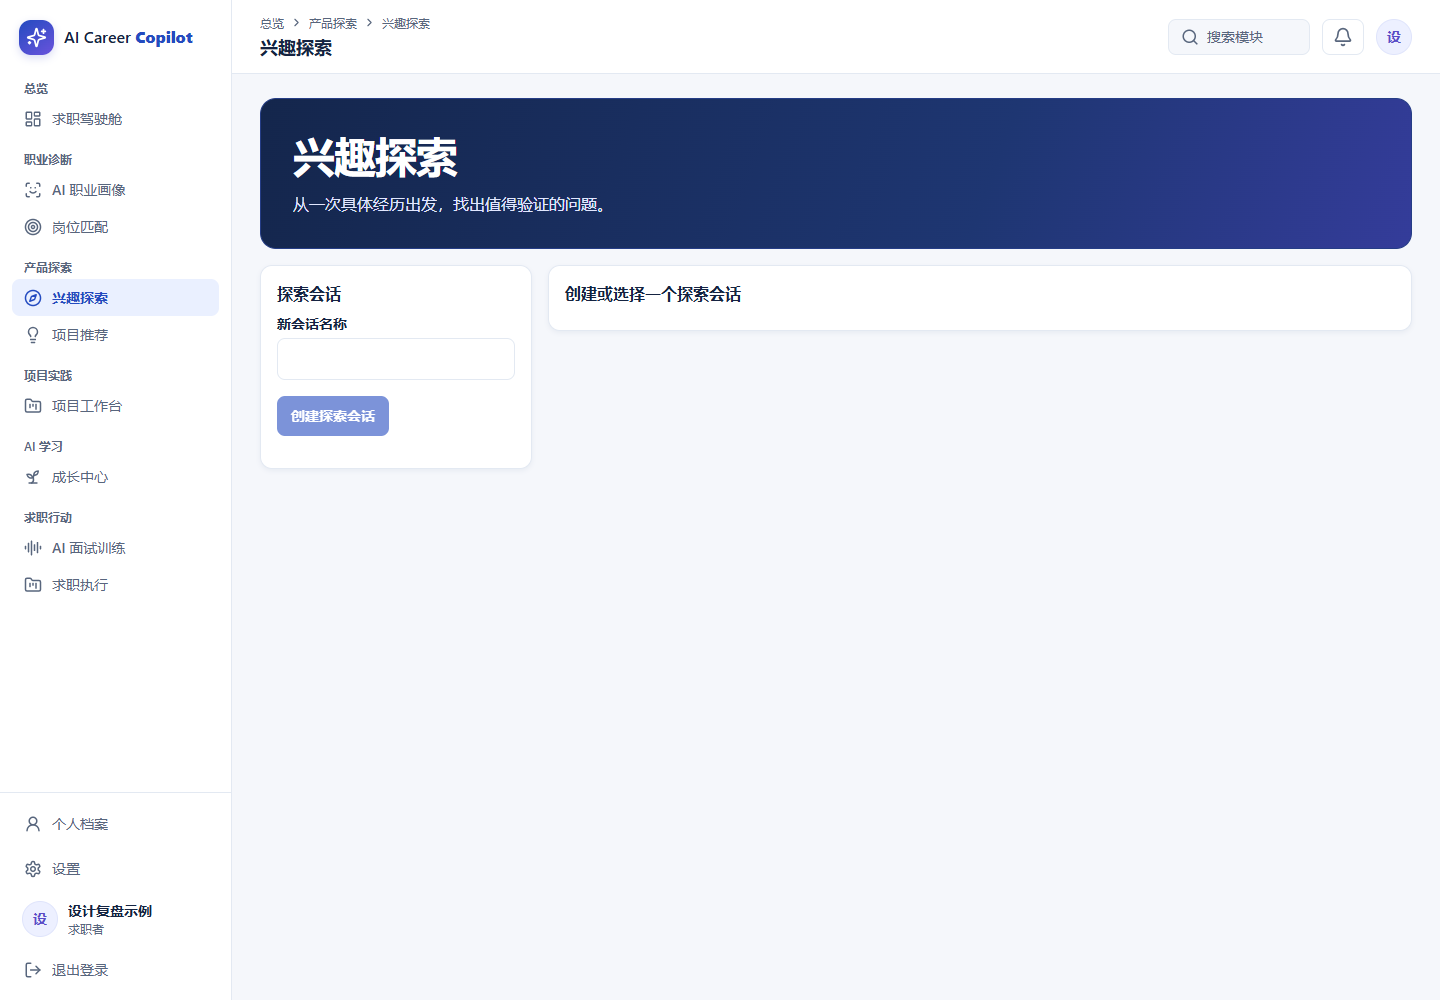 AI Career Copilot
总览
求职驾驶舱
职业诊断
AI 职业画像
岗位匹配
产品探索
兴趣探索
项目推荐
项目实践
项目工作台
AI 学习
成长中心
求职行动
AI 面试训练
求职执行
个人档案
设置
设
设计复盘示例
求职者
退出登录
总览 > 产品探索 > 兴趣探索
兴趣探索
搜索模块
设
兴趣探索
从一次具体经历出发，找出值得验证的问题。
探索会话
新会话名称
创建探索会话
创建或选择一个探索会话